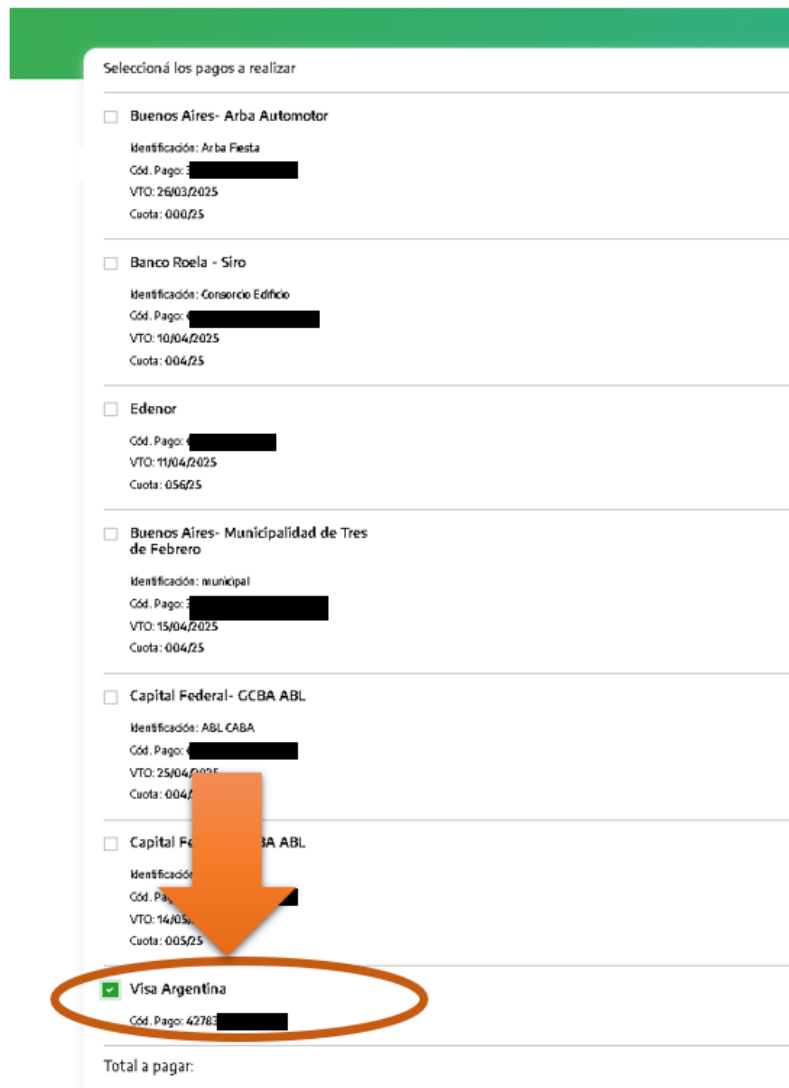 Seleccioná los pagos a realizar
Buenos Aires- Arba Automotor
Identificación: Arba Fiesta
Cód. Pago:
VTO: 26/03/2025
Cuota: 000/25
Banco Roela - Siro
Identificación: Consorcio Edificio
Cód. Pago:
VTO: 10/04/2025
Cuota: 004/25
Edenor
Cód. Pago:
VTO: 11/04/2025
Cuota: 056/25
Buenos Aires- Municipalidad de Tres
de Febrero
Identificación: municipal
Cód. Pago:
VTO: 15/04/2025
Cuota: 004/25
Capital Federal- GCBA ABL
Identificación: ABL CABA
Cód. Pago:
VTO: 25/04/2025
Cuota: 004/
Capital ABL
Cód.
VTO: 14/05/
Cuota: 005/25
Visa Argentina
Cód. Pago: 42783
Total a pagar: